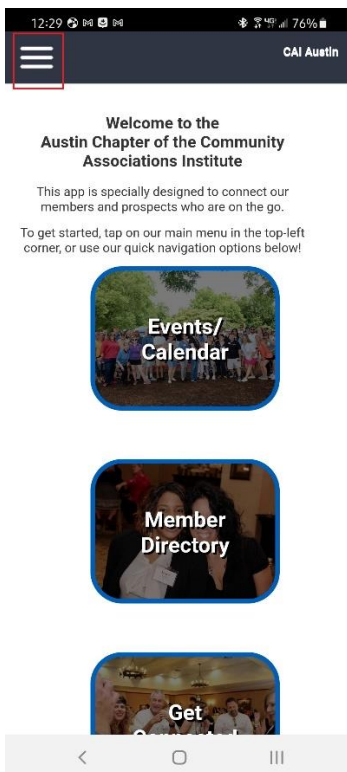 12:29 76%
CAI Austin
Welcome to the
Austin Chapter of the Community
Associations Institute
This app is specially designed to connect our
members and prospects who are on the go.
To get started, tap on our main menu in the top-left
corner, or use our quick navigation options below!
Events/
Calendar
Member
Directory
Get
Connected